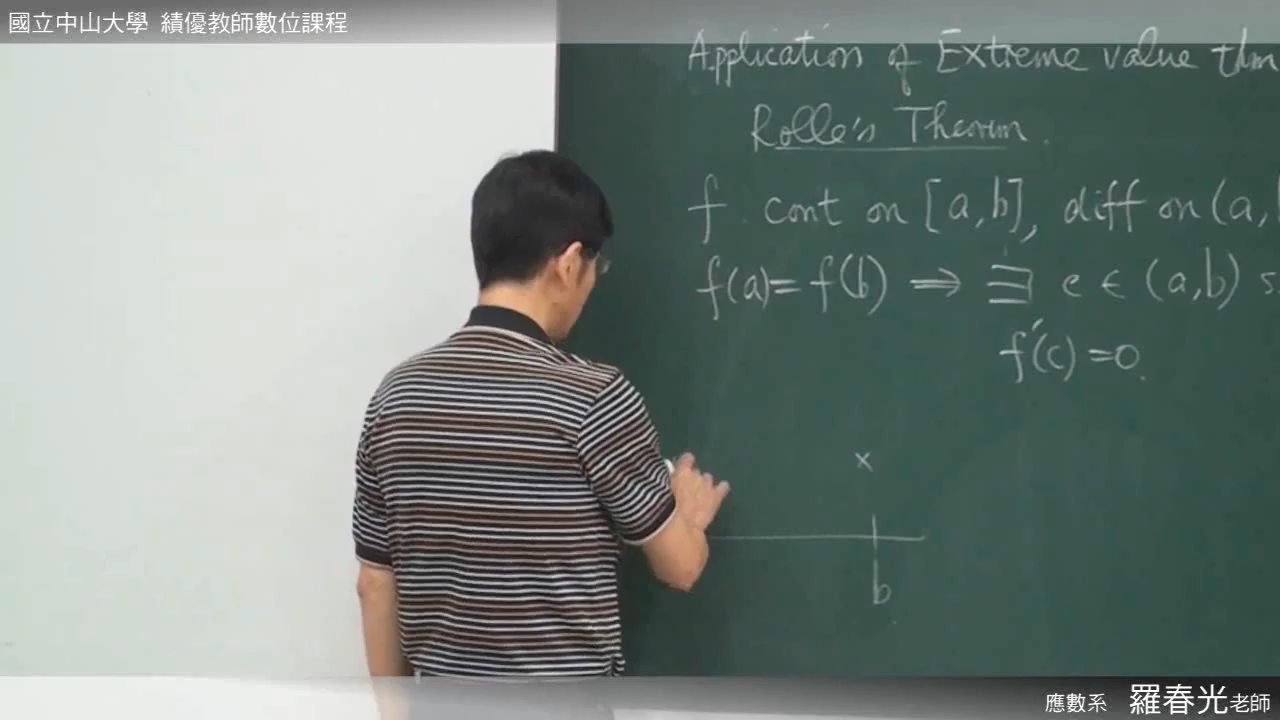 國立中山大學 績優教師數位課程
Application of Extreme value thm
Rolle's Theorem.
f. cont on [a,b], diff on (a,
f(a)=f(b) ⟹ ∃ c ∈ (a,b) s
f'(c)=0.
×
b
應數系 羅春光老師